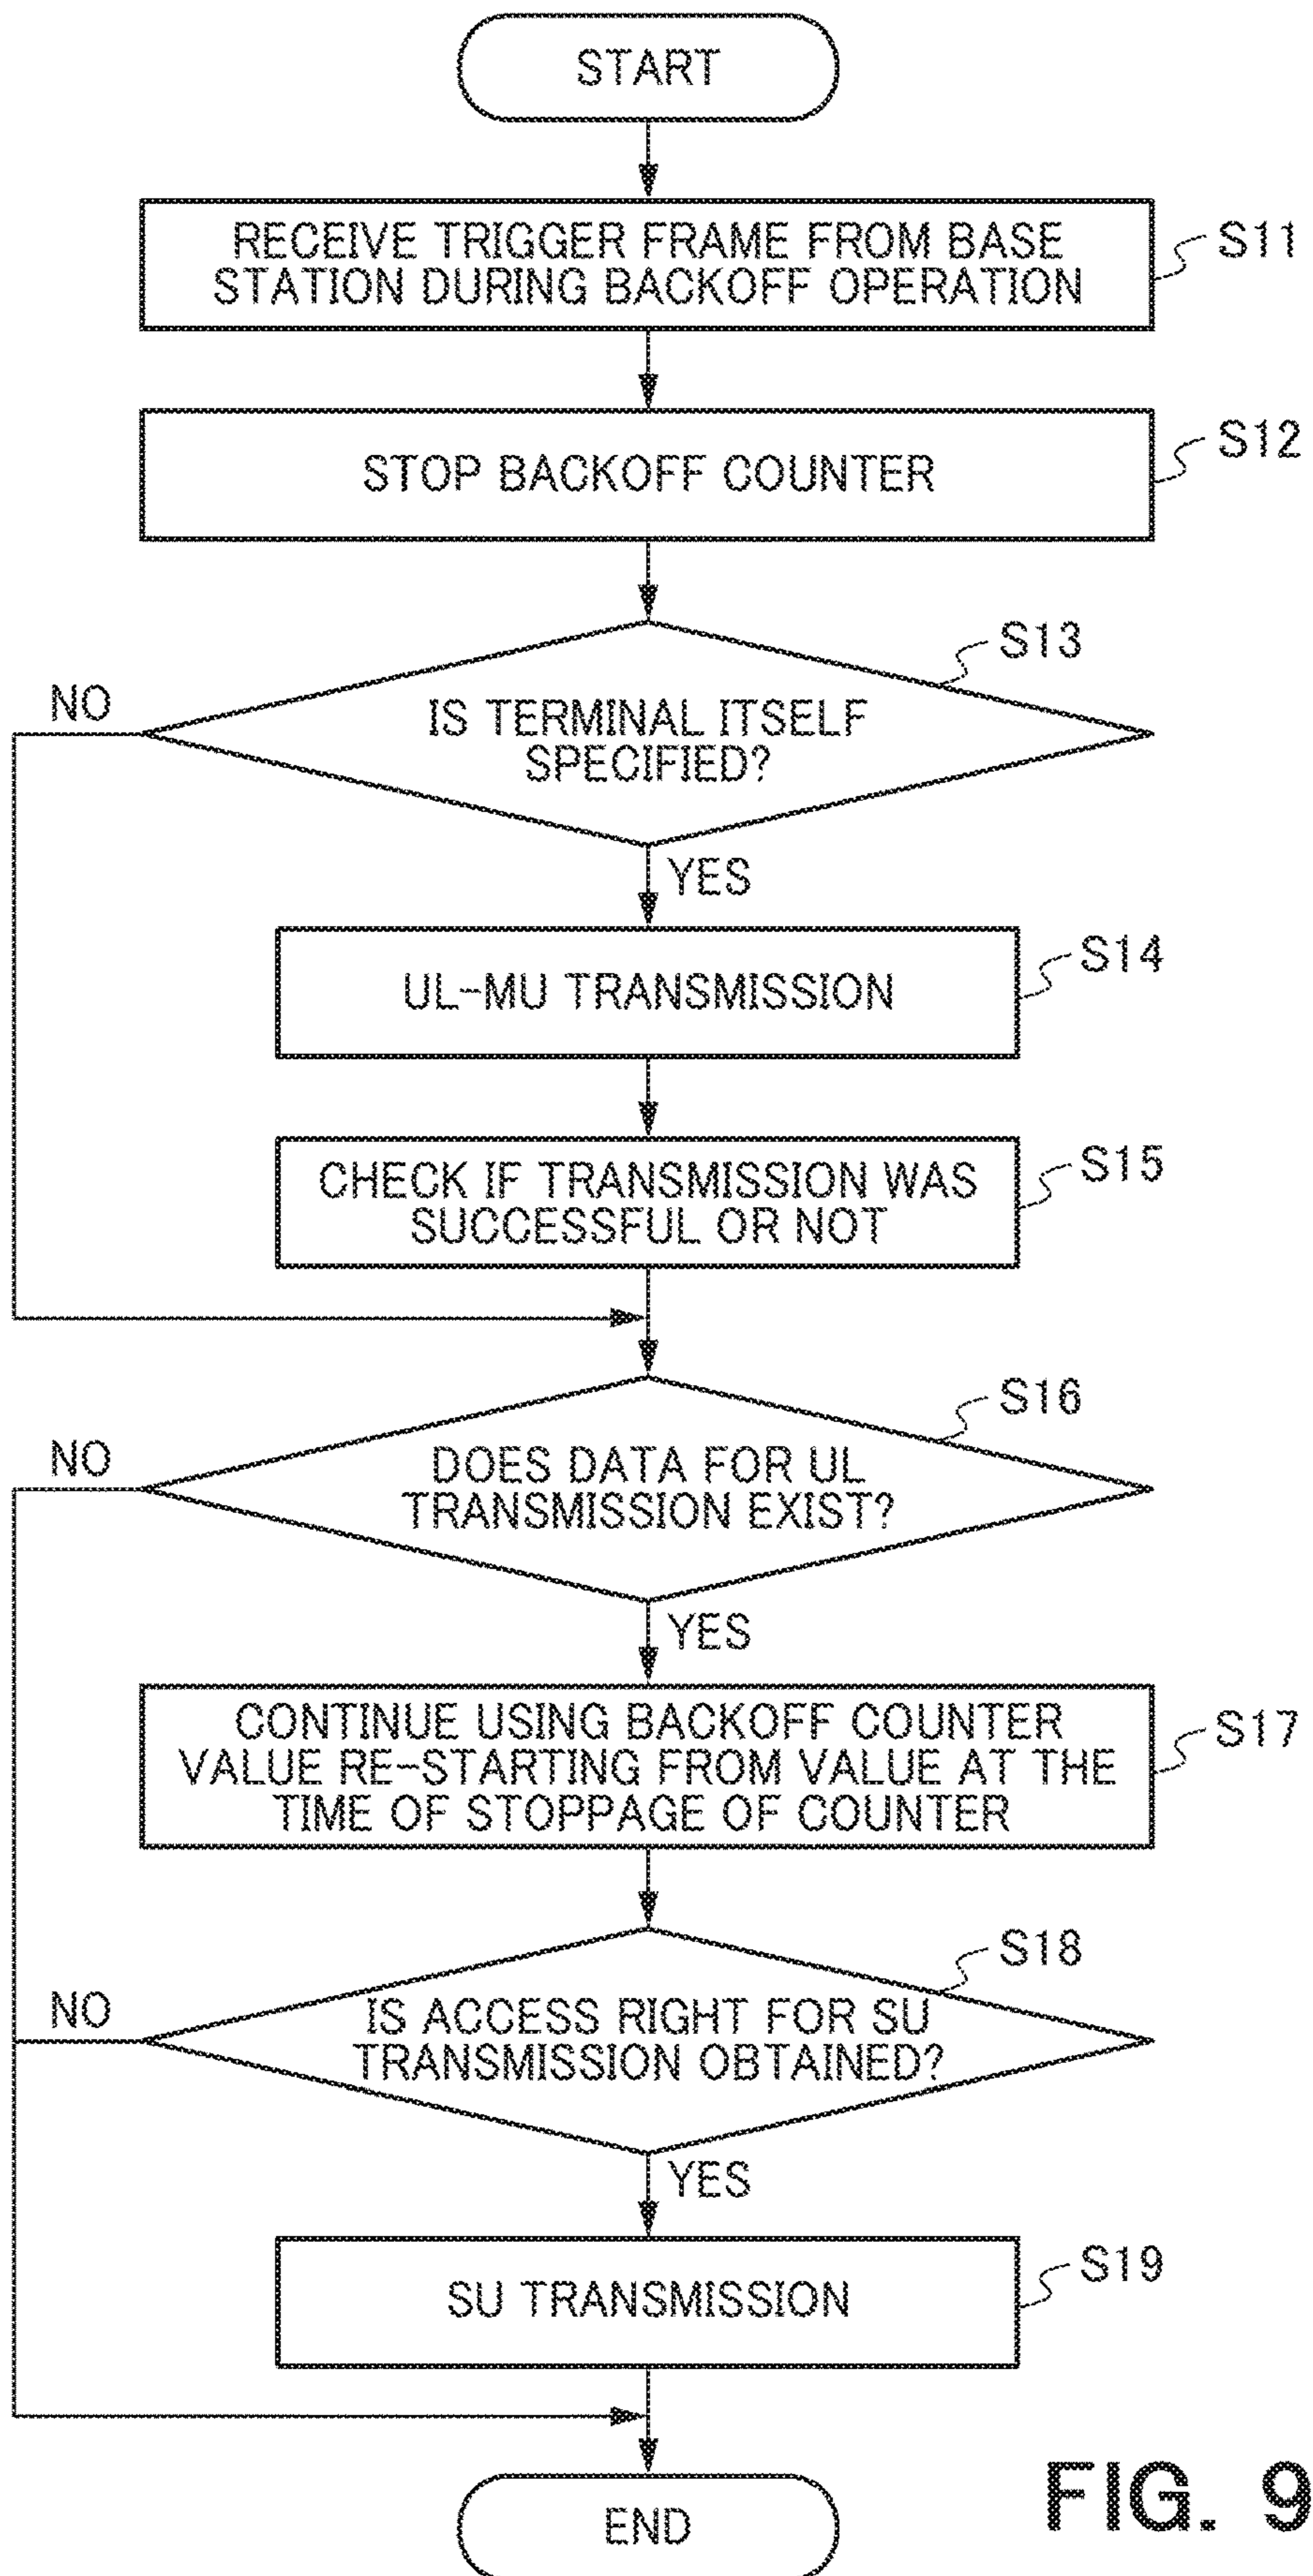 START
RECEIVE TRIGGER FRAME FROM BASE
STATION DURING BACKOFF OPERATION
S11
STOP BACKOFF COUNTER
S12
S13
NO
IS TERMINAL ITSELF
SPECIFIED?
YES
UL-MU TRANSMISSION
S14
CHECK IF TRANSMISSION WAS
SUCCESSFUL OR NOT
S15
S16
NO
DOES DATA FOR UL
TRANSMISSION EXIST?
YES
CONTINUE USING BACKOFF COUNTER
VALUE RE-STARTING FROM VALUE AT THE
TIME OF STOPPAGE OF COUNTER
S17
S18
NO
IS ACCESS RIGHT FOR SU
TRANSMISSION OBTAINED?
YES
SU TRANSMISSION
S19
END
FIG. 9